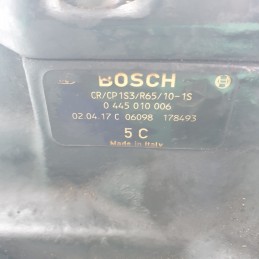 BOSCH
CR/CP1S3/R65/10-1S
0 445 010 006
02.04.17 C 06098 178493
5 C
Made in Italy